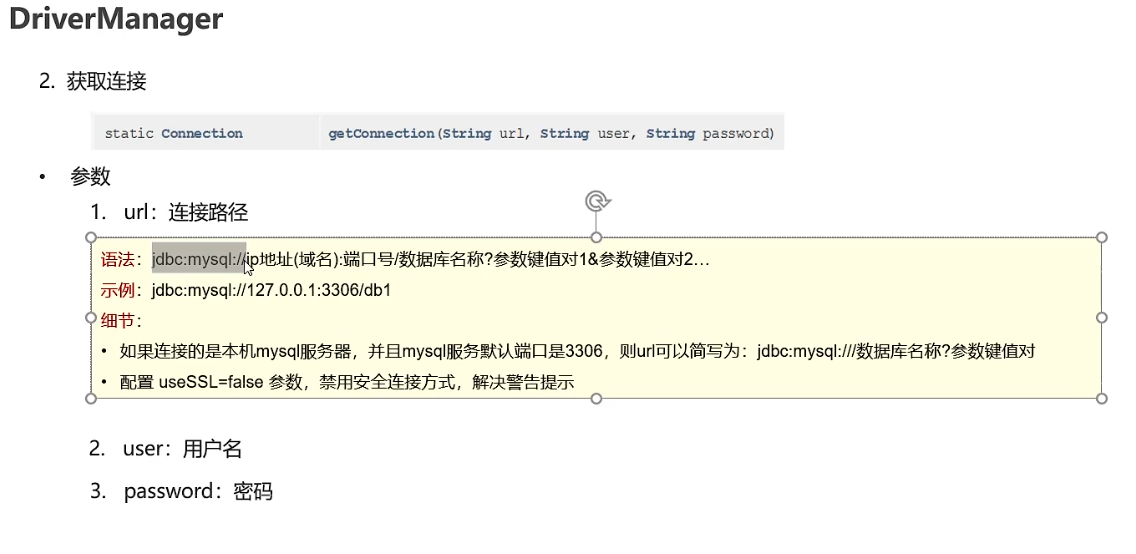 DriverManager
2. 获取连接
static Connection getConnection(String url, String user, String password)
• 参数
1. url：连接路径
语法：jdbc:mysql://ip地址(域名):端口号/数据库名称?参数键值对1&参数键值对2…
示例：jdbc:mysql://127.0.0.1:3306/db1
细节：
• 如果连接的是本机mysql服务器，并且mysql服务默认端口是3306，则url可以简写为：jdbc:mysql:///数据库名称?参数键值对
• 配置 useSSL=false 参数，禁用安全连接方式，解决警告提示
2. user：用户名
3. password：密码